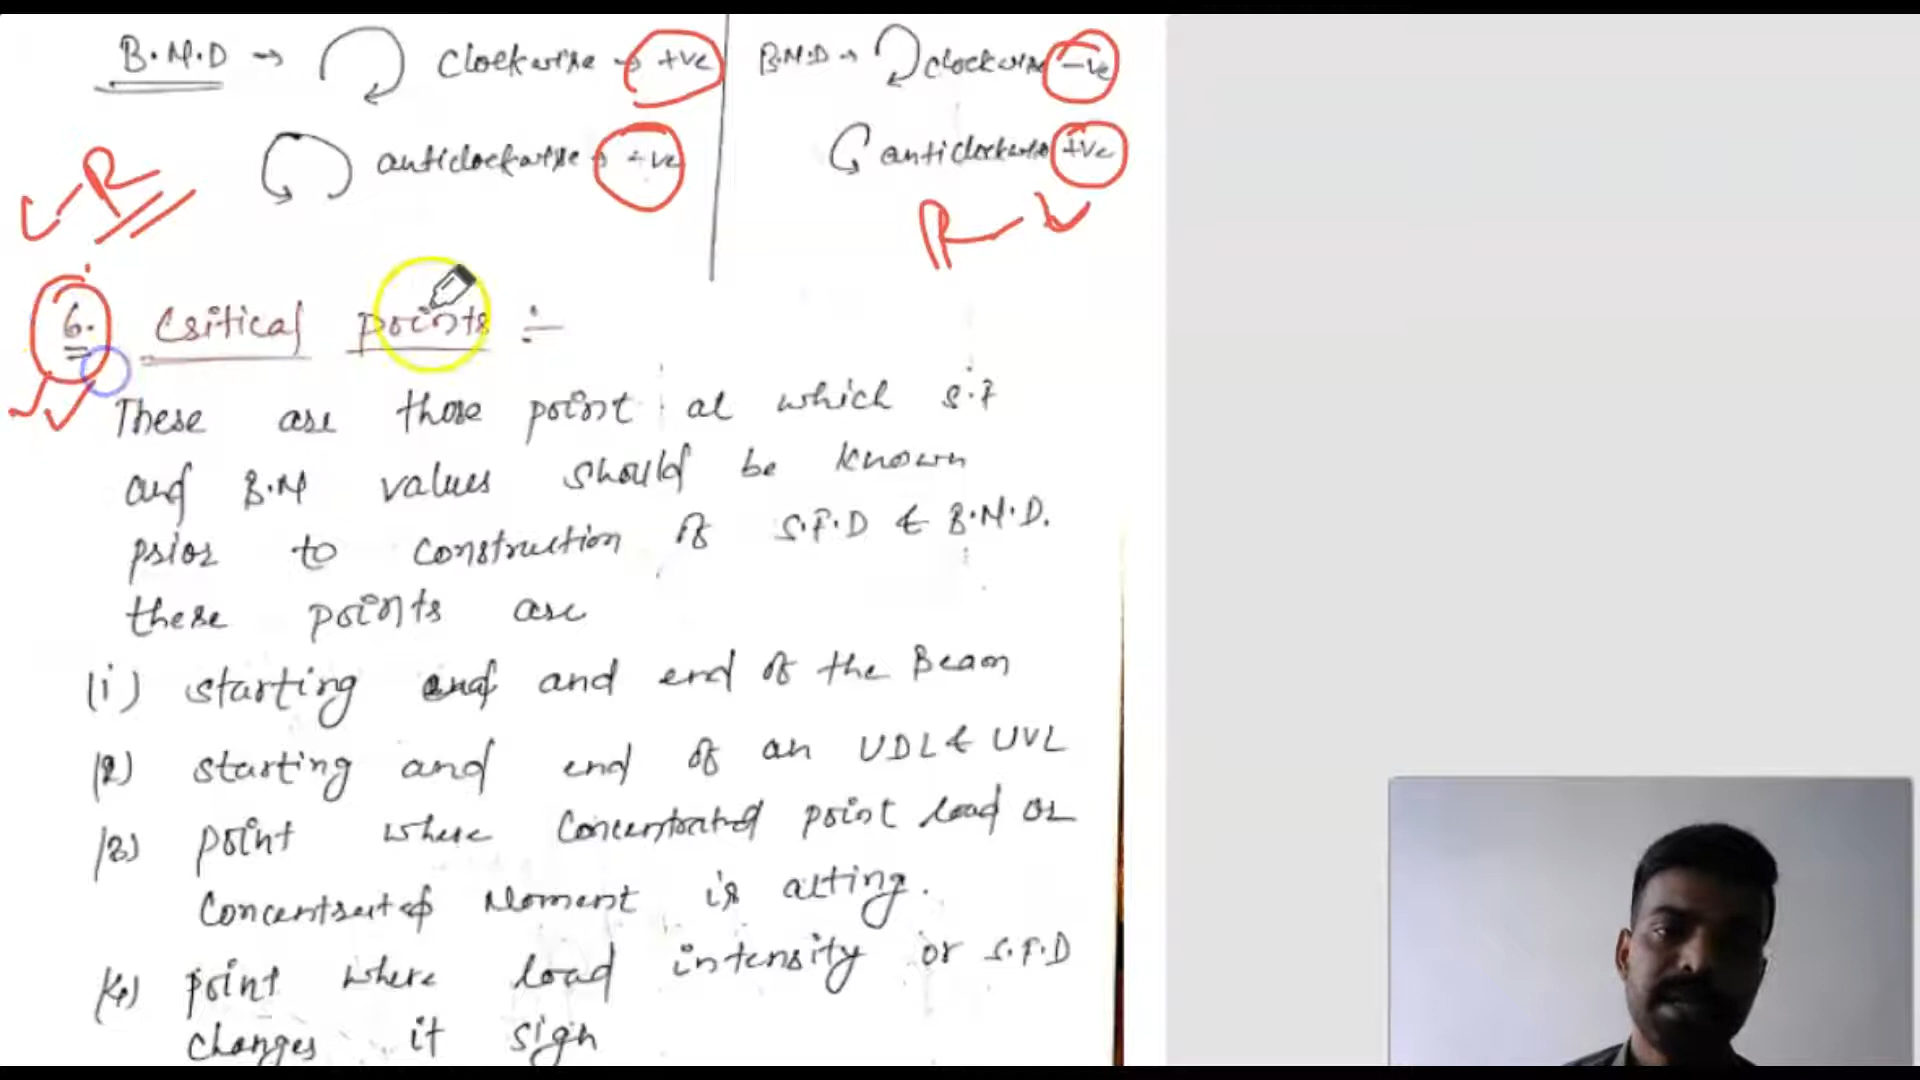 B.M.D → clockwise → +ve
anticlockwise → -ve
L-R
B.M.D → clockwise -ve
anticlockwise +ve
R-L
6. Critical points :-
These are those point at which S.F
and B.M values should be known
prior to construction of S.F.D & B.M.D.
these points are
(i) starting and and end of the Beam
(2) starting and end of an UDL & UVL
(3) point where concentrated point load or
concentrated Moment is acting.
(4) point where load intensity or S.F.D
changes it sign